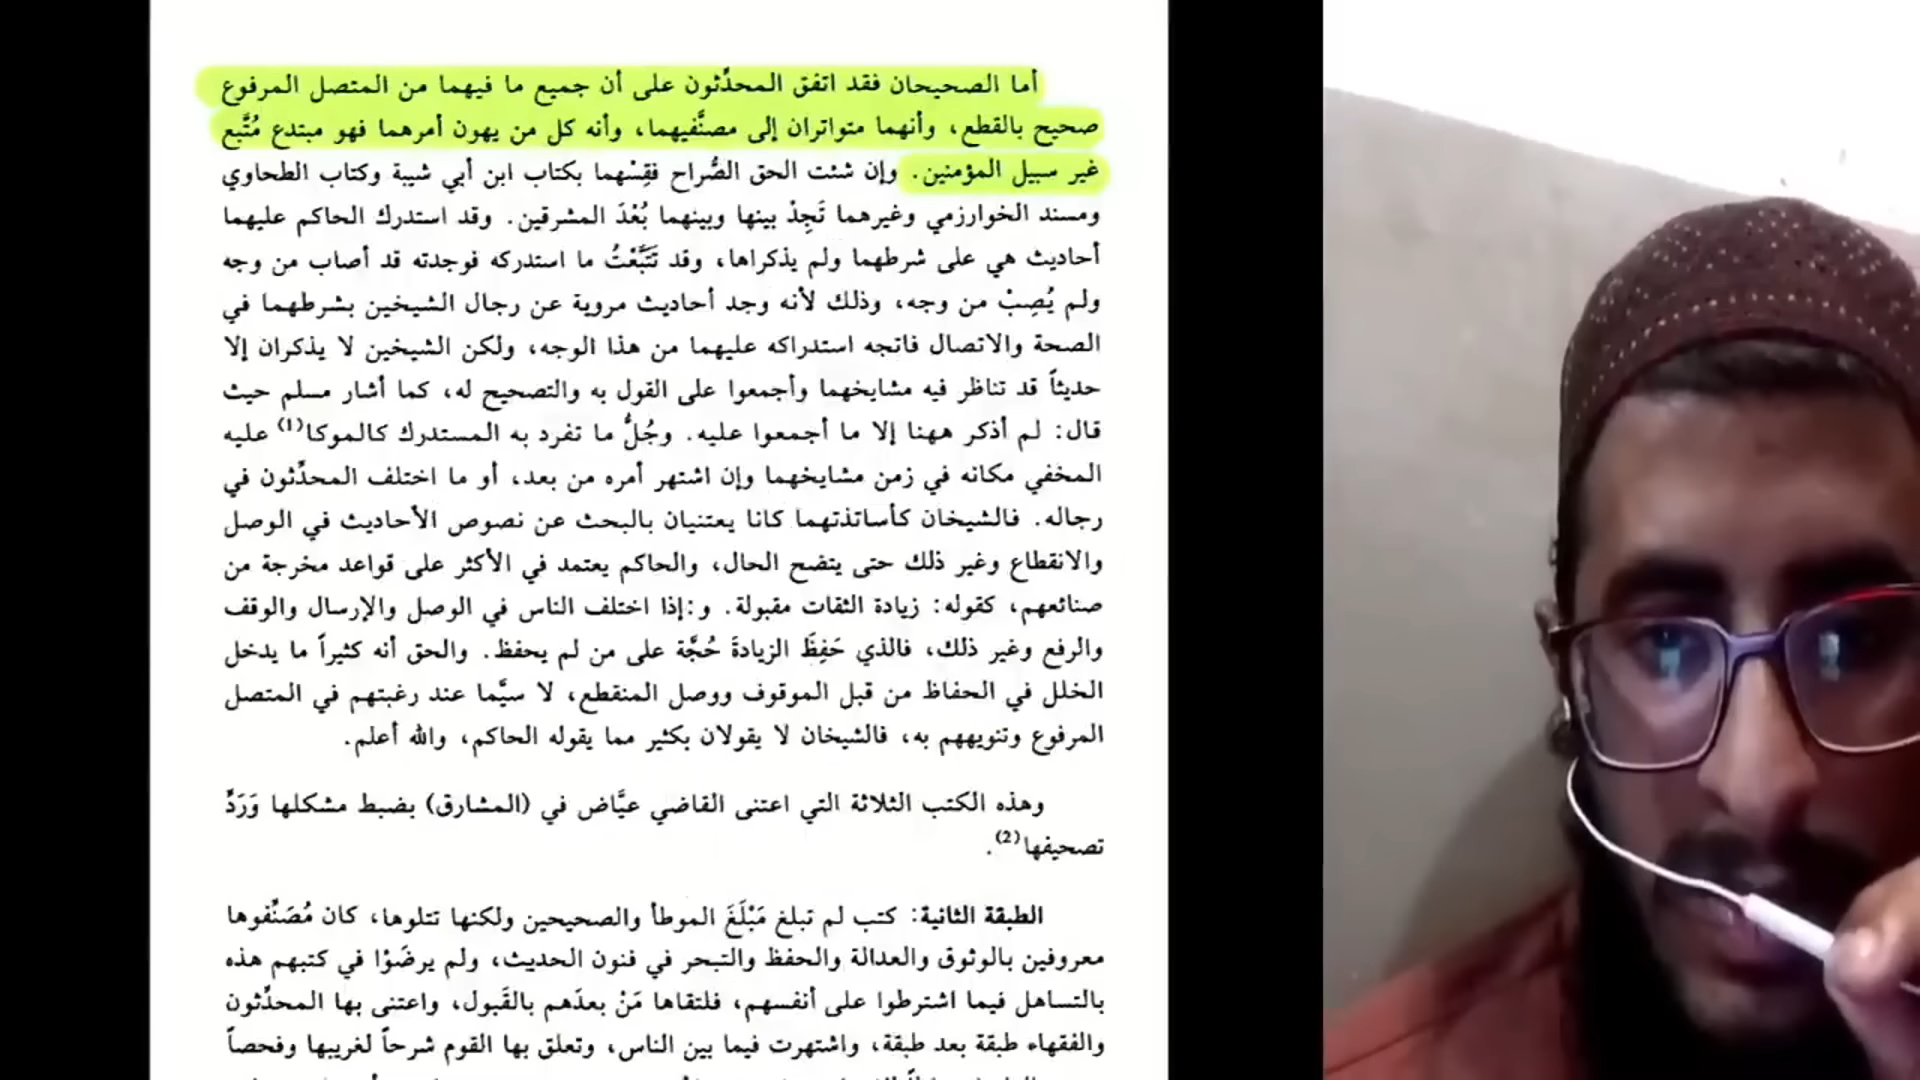 أما الصحيحان فقد اتفق المحدِّثون على أن جميع ما فيهما من المتصل المرفوع
صحيح بالقطع، وأنهما متواتران إلى مصنَّفيهما، وأنه كل من يهون أمرهما فهو مبتدع مُتَّبع
غير سبيل المؤمنين. وإن شئت الحق الصُّراح فقِسْهما بكتاب ابن أبي شيبة وكتاب الطحاوي
ومسند الخوارزمي وغيرهما تَجِدْ بينها وبينهما بُعْدَ المشرقين. وقد استدرك الحاكم عليهما
أحاديث هي على شرطهما ولم يذكراها، وقد تَتَبَّعْتُ ما استدركه فوجدته قد أصاب من وجه
ولم يُصِبْ من وجه، وذلك لأنه وجد أحاديث مروية عن رجال الشيخين بشرطهما في
الصحة والاتصال فاتجه استدراكه عليهما من هذا الوجه، ولكن الشيخين لا يذكران إلا
حديثاً قد تناظر فيه مشايخهما وأجمعوا على القول به والتصحيح له، كما أشار مسلم حيث
قال: لم أذكر ههنا إلا ما أجمعوا عليه. وجُلُّ ما تفرد به المستدرك كالموكا(1) عليه
المخفي مكانه في زمن مشايخهما وإن اشتهر أمره من بعد، أو ما اختلف المحدِّثون في
رجاله. فالشيخان كأساتذتهما كانا يعتنيان بالبحث عن نصوص الأحاديث في الوصل
والانقطاع وغير ذلك حتى يتضح الحال، والحاكم يعتمد في الأكثر على قواعد مخرجة من
صنائعهم، كقوله: زيادة الثقات مقبولة. و:إذا اختلف الناس في الوصل والإرسال والوقف
والرفع وغير ذلك، فالذي حَفِظَ الزيادةَ حُجَّة على من لم يحفظ. والحق أنه كثيراً ما يدخل
الخلل في الحفاظ من قبل الموقوف ووصل المنقطع، لا سيَّما عند رغبتهم في المتصل
المرفوع وتنويههم به، فالشيخان لا يقولان بكثير مما يقوله الحاكم، والله أعلم.
وهذه الكتب الثلاثة التي اعتنى القاضي عيَّاض في (المشارق) بضبط مشكلها وَرَدِّ
تصحيفها(2).
الطبقة الثانية: كتب لم تبلغ مَبْلَغَ الموطأ والصحيحين ولكنها تتلوها، كان مُصَنِّفوها
معروفين بالوثوق والعدالة والحفظ والتبحر في فنون الحديث، ولم يرضَوْا في كتبهم هذه
بالتساهل فيما اشترطوا على أنفسهم، فلتقاها مَنْ بعدَهم بالقَبول، واعتنى بها المحدِّثون
والفقهاء طبقة بعد طبقة، واشتهرت فيما بين الناس، وتعلق بها القوم شرحاً لغريبها وفحصاً